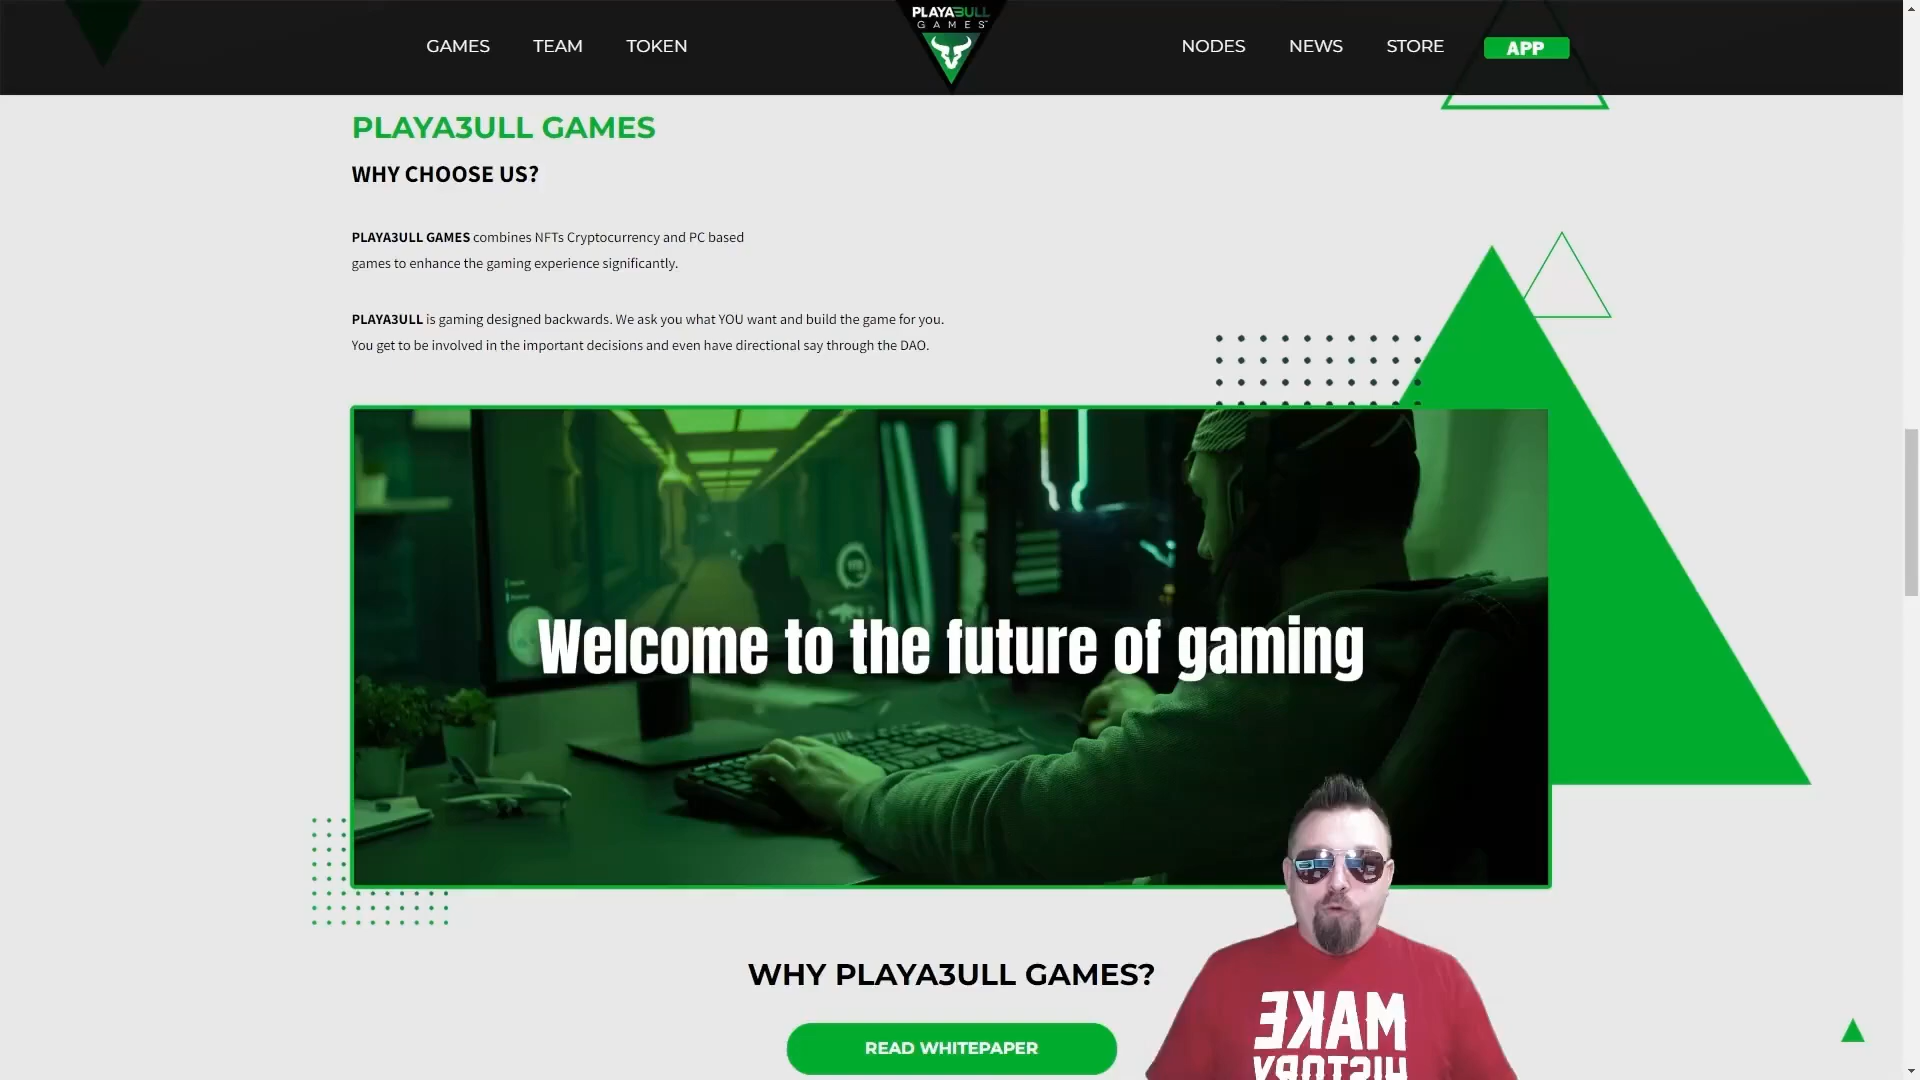 PLAYA3ULL
GAMES
GAMES
TEAM
TOKEN
NODES
NEWS
STORE
APP
PLAYA3ULL GAMES
WHY CHOOSE US?
PLAYA3ULL GAMES combines NFTs Cryptocurrency and PC based
games to enhance the gaming experience significantly.
PLAYA3ULL is gaming designed backwards. We ask you what YOU want and build the game for you.
You get to be involved in the important decisions and even have directional say through the DAO.
Welcome to the future of gaming
WHY PLAYA3ULL GAMES?
READ WHITEPAPER
MAKE
HISTORY